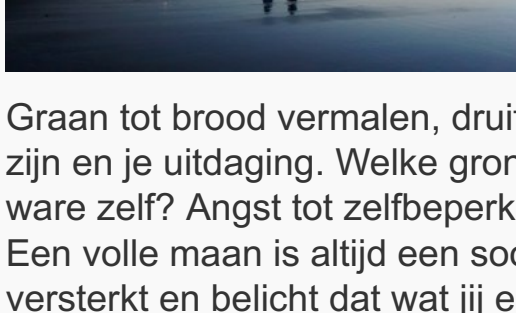 Graan tot brood vermalen, drui
zijn en je uitdaging. Welke gron
ware zelf? Angst tot zelfbeperk
Een volle maan is altijd een soo
versterkt en belicht dat wat jij e